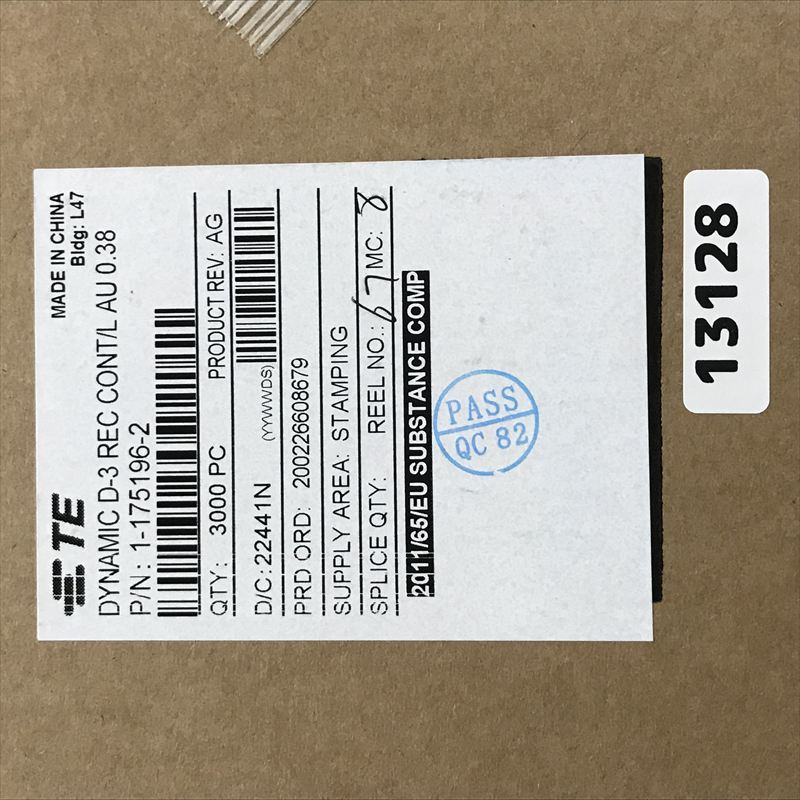 TE
MADE IN CHINA
Bldg: L47
DYNAMIC D-3 REC CONT/L AU 0.38
P/N: 1-175196-2
QTY: 3000 PC PRODUCT REV: AG
D/C: 22441N (YYWWDS)
PRD ORD: 200226608679
SUPPLY AREA: STAMPING
SPLICE QTY: REEL NO.: 67 MC: 8
2011/65/EU SUBSTANCE COMP
PASS
QC 82
13128